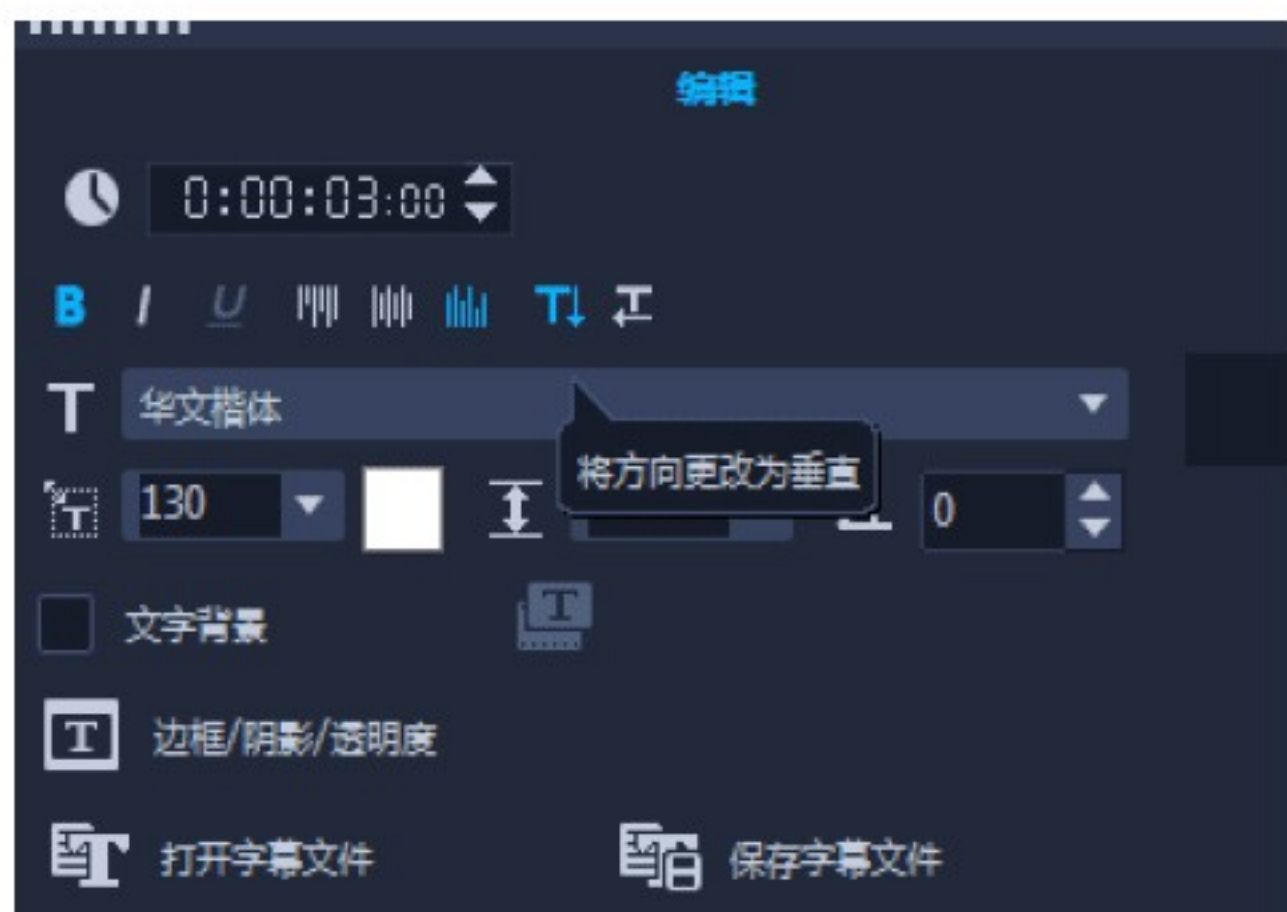 编辑
0:00:03:00
B I U T T
T 华文楷体
将方向更改为垂直
T 130 0
文字背景 T
T 边框/阴影/透明度
打开字幕文件 保存字幕文件